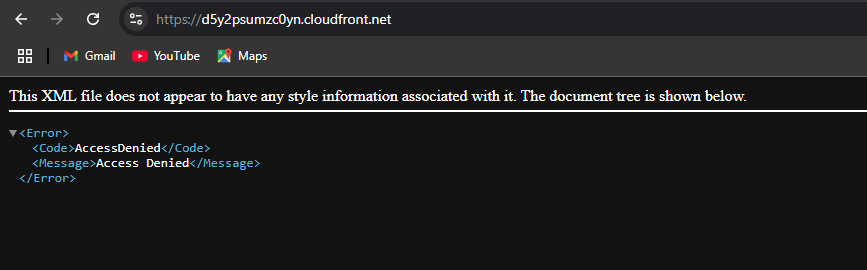 https://d5y2psumzc0yn.cloudfront.net
Gmail YouTube Maps
This XML file does not appear to have any style information associated with it. The document tree is shown below.
<Error>
<Code>AccessDenied</Code>
<Message>Access Denied</Message>
</Error>